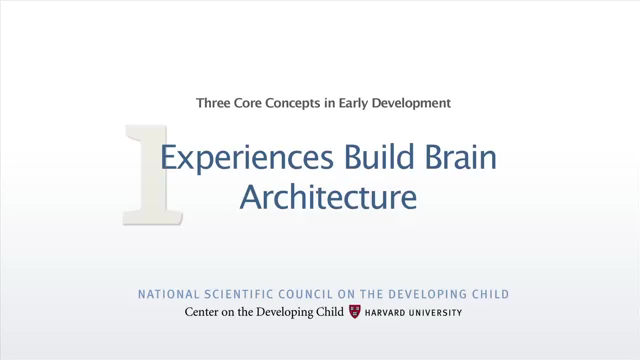 Three Core Concepts in Early Development
1
Experiences Build Brain
Architecture
NATIONAL SCIENTIFIC COUNCIL ON THE DEVELOPING CHILD
Center on the Developing Child HARVARD UNIVERSITY